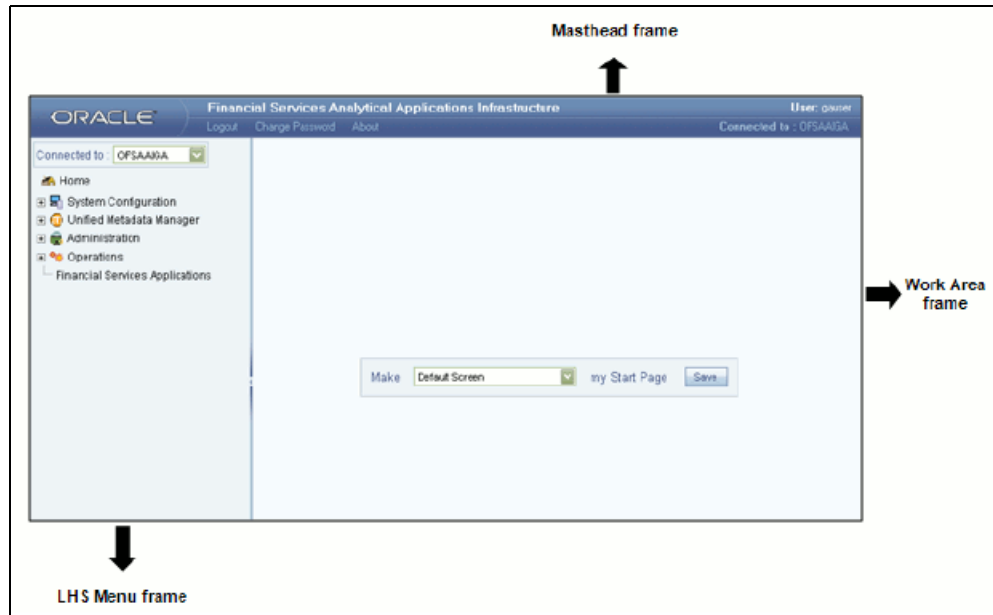 Masthead frame
ORACLE
Financial Services Analytical Applications Infrastructure
User: gauser
Logout Change Password About
Connected to : OFSAAIGA
Connected to : OFSAAIGA
Home
System Configuration
Unified Metadata Manager
Administration
Operations
Financial Services Applications
Work Area
frame
Make Default Screen my Start Page Save
LHS Menu frame